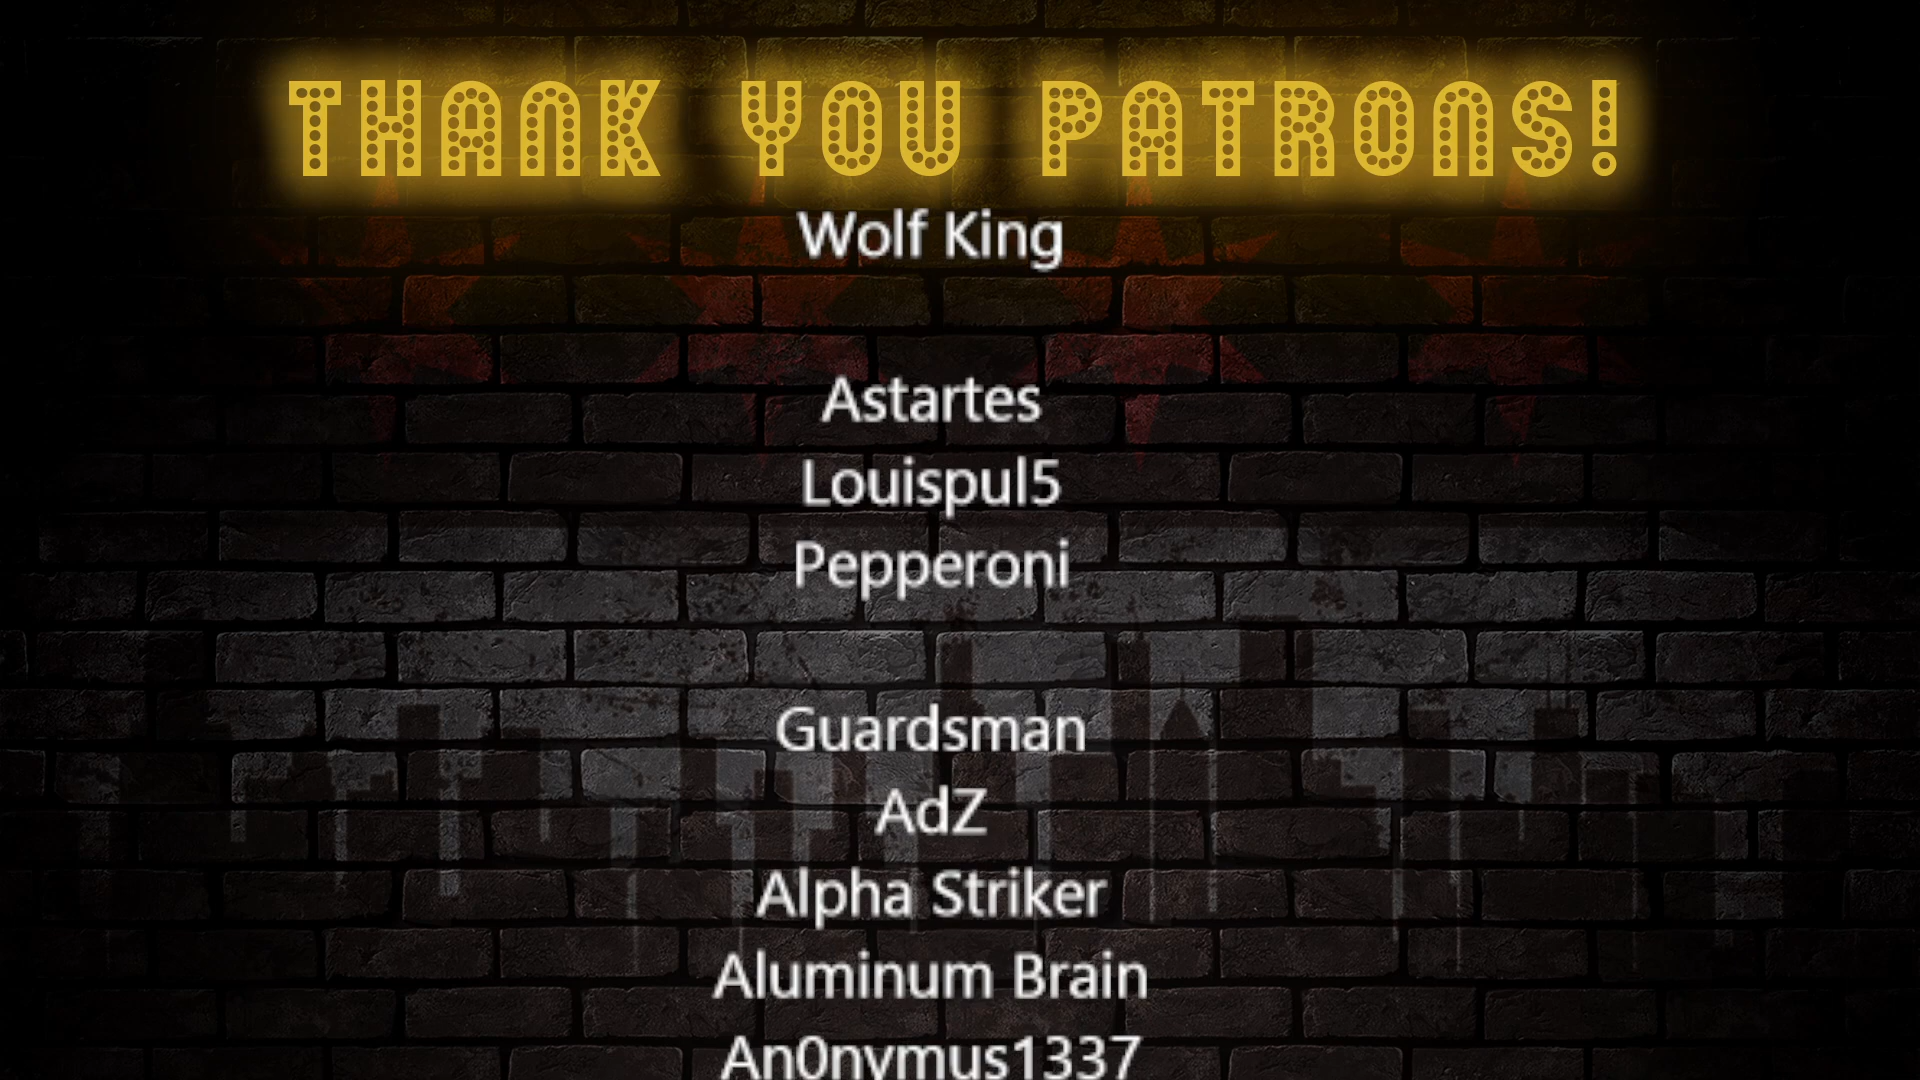 THANK YOU PATRONS!
Wolf King
Astartes
Louispul5
Pepperoni
Guardsman
AdZ
Alpha Striker
Aluminum Brain
An0nymus1337